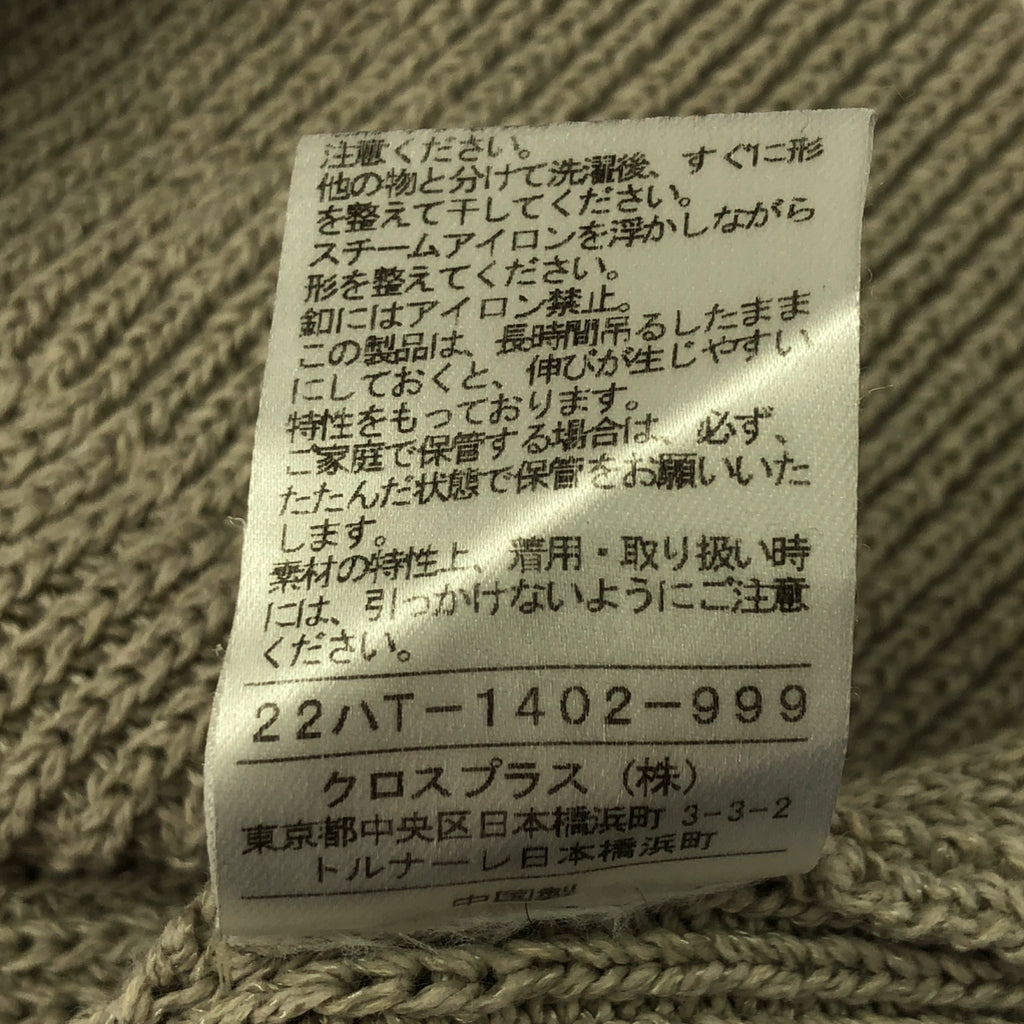 注意ください。
他の物と分けて洗濯後、すぐに形
を整えて干してください。
スチームアイロンを浮かしながら
形を整えてください。
釦にはアイロン禁止。
この製品は、長時間吊るしたまま
にしておくと、伸びが生じやすい
特性をもっております。
ご家庭で保管する場合は、必ず、
たたんだ状態で保管をお願いいた
します。
素材の特性上、着用・取り扱い時
には、引っかけないようにご注意
ください。
22ハT-1402-999
クロスプラス(株)
東京都中央区日本橋浜町 3-3-2
トルナーレ日本橋浜町
中国製